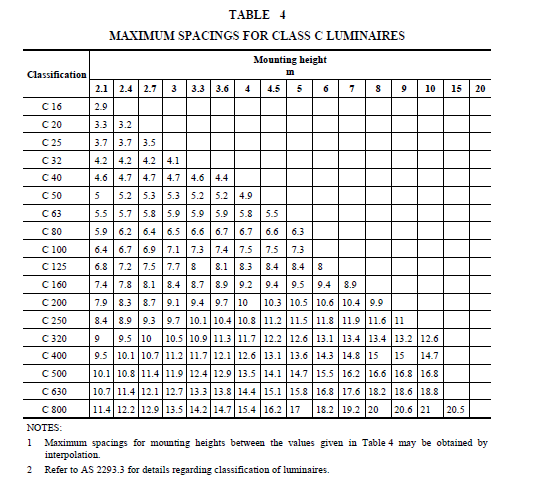 TABLE 4
MAXIMUM SPACINGS FOR CLASS C LUMINAIRES
Classification Mounting height
m
2.1 2.4 2.7 3 3.3 3.6 4 4.5 5 6 7 8 9 10 15 20
C 16 2.9
C 20 3.3 3.2
C 25 3.7 3.7 3.5
C 32 4.2 4.2 4.2 4.1
C 40 4.6 4.7 4.7 4.7 4.6 4.4
C 50 5 5.2 5.3 5.3 5.2 5.2 4.9
C 63 5.5 5.7 5.8 5.9 5.9 5.9 5.8 5.5
C 80 5.9 6.2 6.4 6.5 6.6 6.7 6.7 6.6 6.3
C 100 6.4 6.7 6.9 7.1 7.3 7.4 7.5 7.5 7.3
C 125 6.8 7.2 7.5 7.7 8 8.1 8.3 8.4 8.4 8
C 160 7.4 7.8 8.1 8.4 8.7 8.9 9.2 9.4 9.5 9.4 8.9
C 200 7.9 8.3 8.7 9.1 9.4 9.7 10 10.3 10.5 10.6 10.4 9.9
C 250 8.4 8.9 9.3 9.7 10.1 10.4 10.8 11.2 11.5 11.8 11.9 11.6 11
C 320 9 9.5 10 10.5 10.9 11.3 11.7 12.2 12.6 13.1 13.4 13.4 13.2 12.6
C 400 9.5 10.1 10.7 11.2 11.7 12.1 12.6 13.1 13.6 14.3 14.8 15 15 14.7
C 500 10.1 10.8 11.4 11.9 12.4 12.9 13.5 14.1 14.7 15.5 16.2 16.6 16.8 16.8
C 630 10.7 11.4 12.1 12.7 13.3 13.8 14.4 15.1 15.8 16.8 17.6 18.2 18.6 18.8
C 800 11.4 12.2 12.9 13.5 14.2 14.7 15.4 16.2 17 18.2 19.2 20 20.6 21 20.5
NOTES:
1 Maximum spacings for mounting heights between the values given in Table 4 may be obtained by
interpolation.
2 Refer to AS 2293.3 for details regarding classification of luminaires.